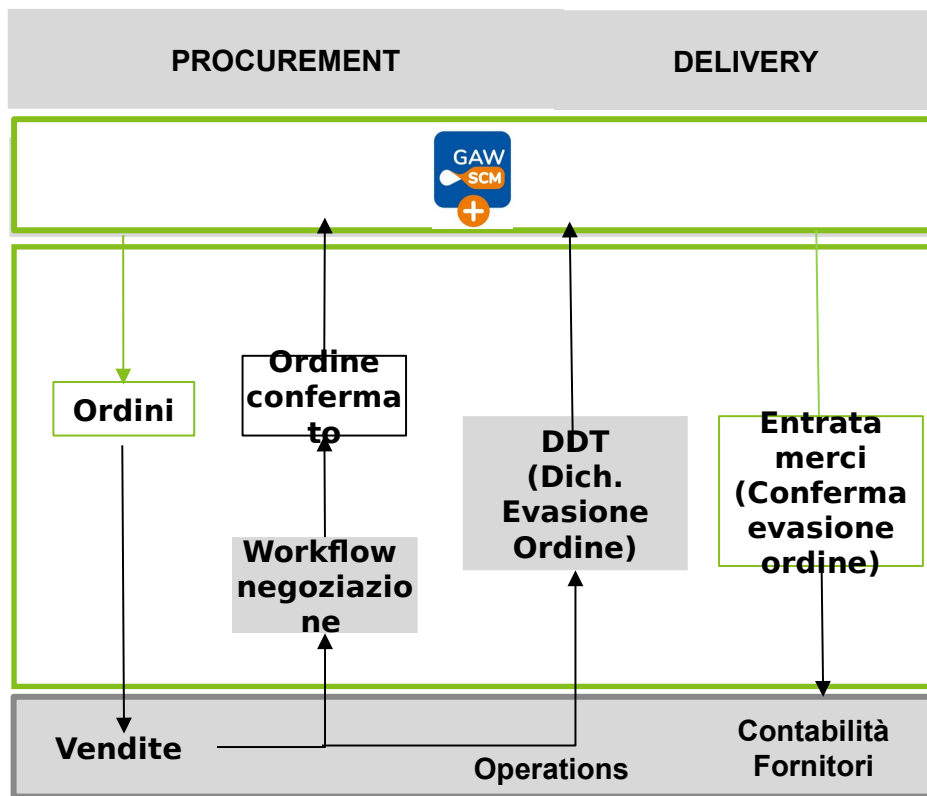 PROCUREMENT
DELIVERY
GAW
SCM
+
Ordini
Ordine
conferma
to
Workflow
negoziazio
ne
DDT
(Dich.
Evasione
Ordine)
Entrata
merci
(Conferma
evasione
ordine)
Vendite
Operations
Contabilità
Fornitori